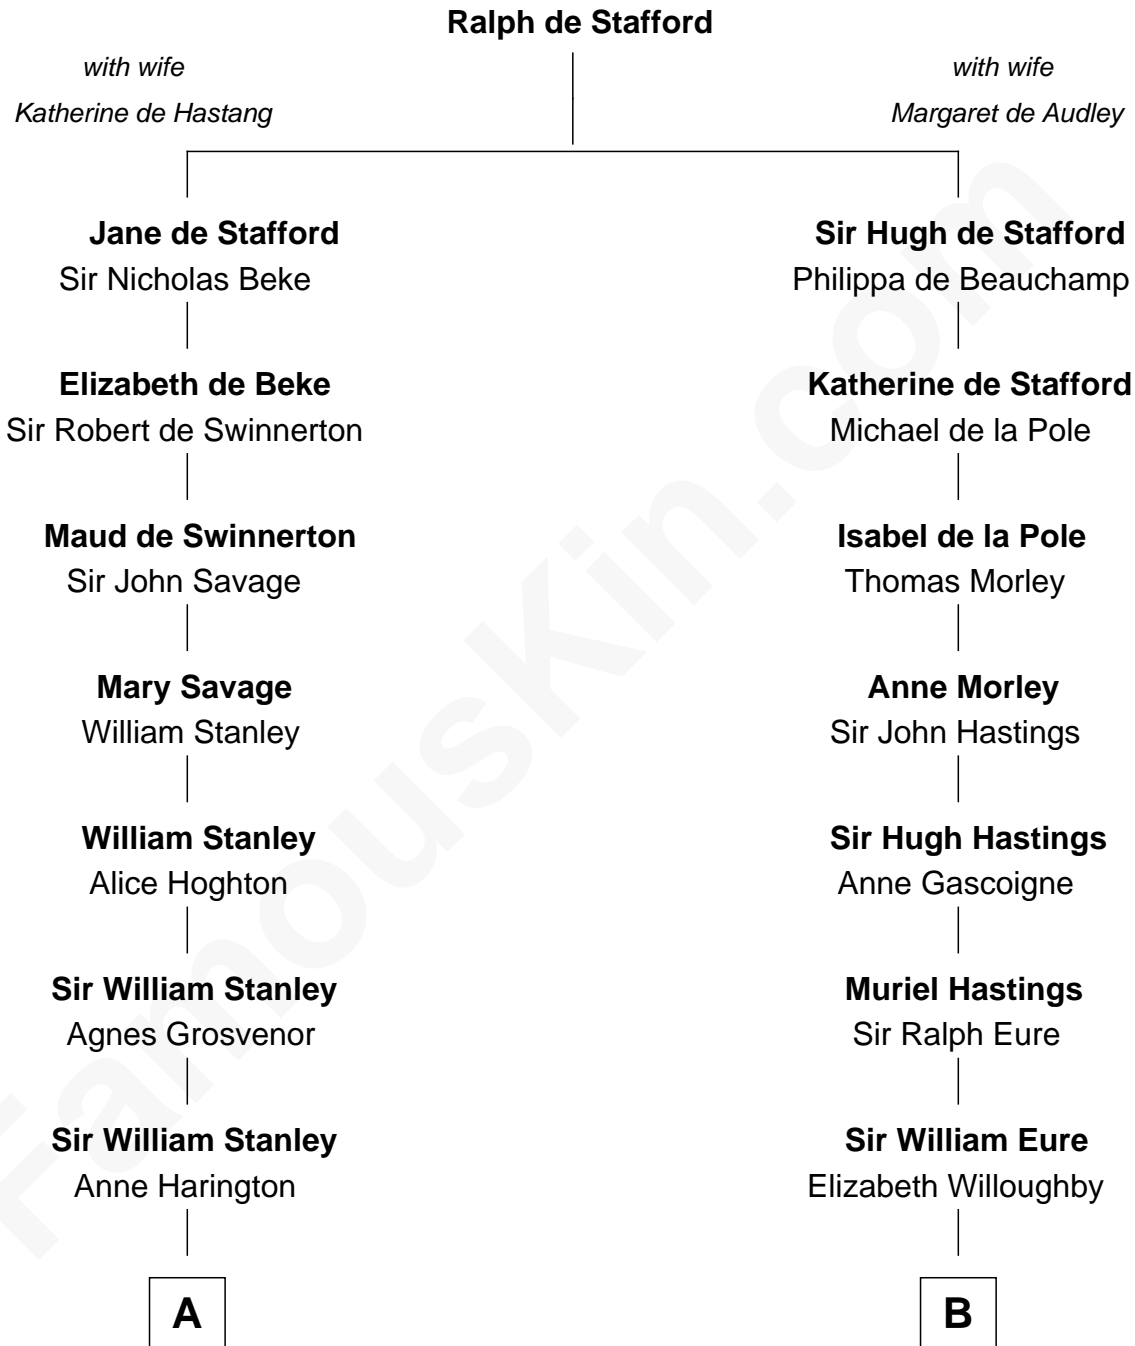 Ralph de Stafford
with wife
Katherine de Hastang
with wife
Margaret de Audley
Jane de Stafford
Sir Nicholas Beke
Sir Hugh de Stafford
Philippa de Beauchamp
Elizabeth de Beke
Sir Robert de Swinnerton
Katherine de Stafford
Michael de la Pole
Maud de Swinnerton
Sir John Savage
Isabel de la Pole
Thomas Morley
Mary Savage
William Stanley
Anne Morley
Sir John Hastings
William Stanley
Alice Hoghton
Sir Hugh Hastings
Anne Gascoigne
Sir William Stanley
Agnes Grosvenor
Muriel Hastings
Sir Ralph Eure
Sir William Stanley
Anne Harington
Sir William Eure
Elizabeth Willoughby
A
B
FamousKin.com